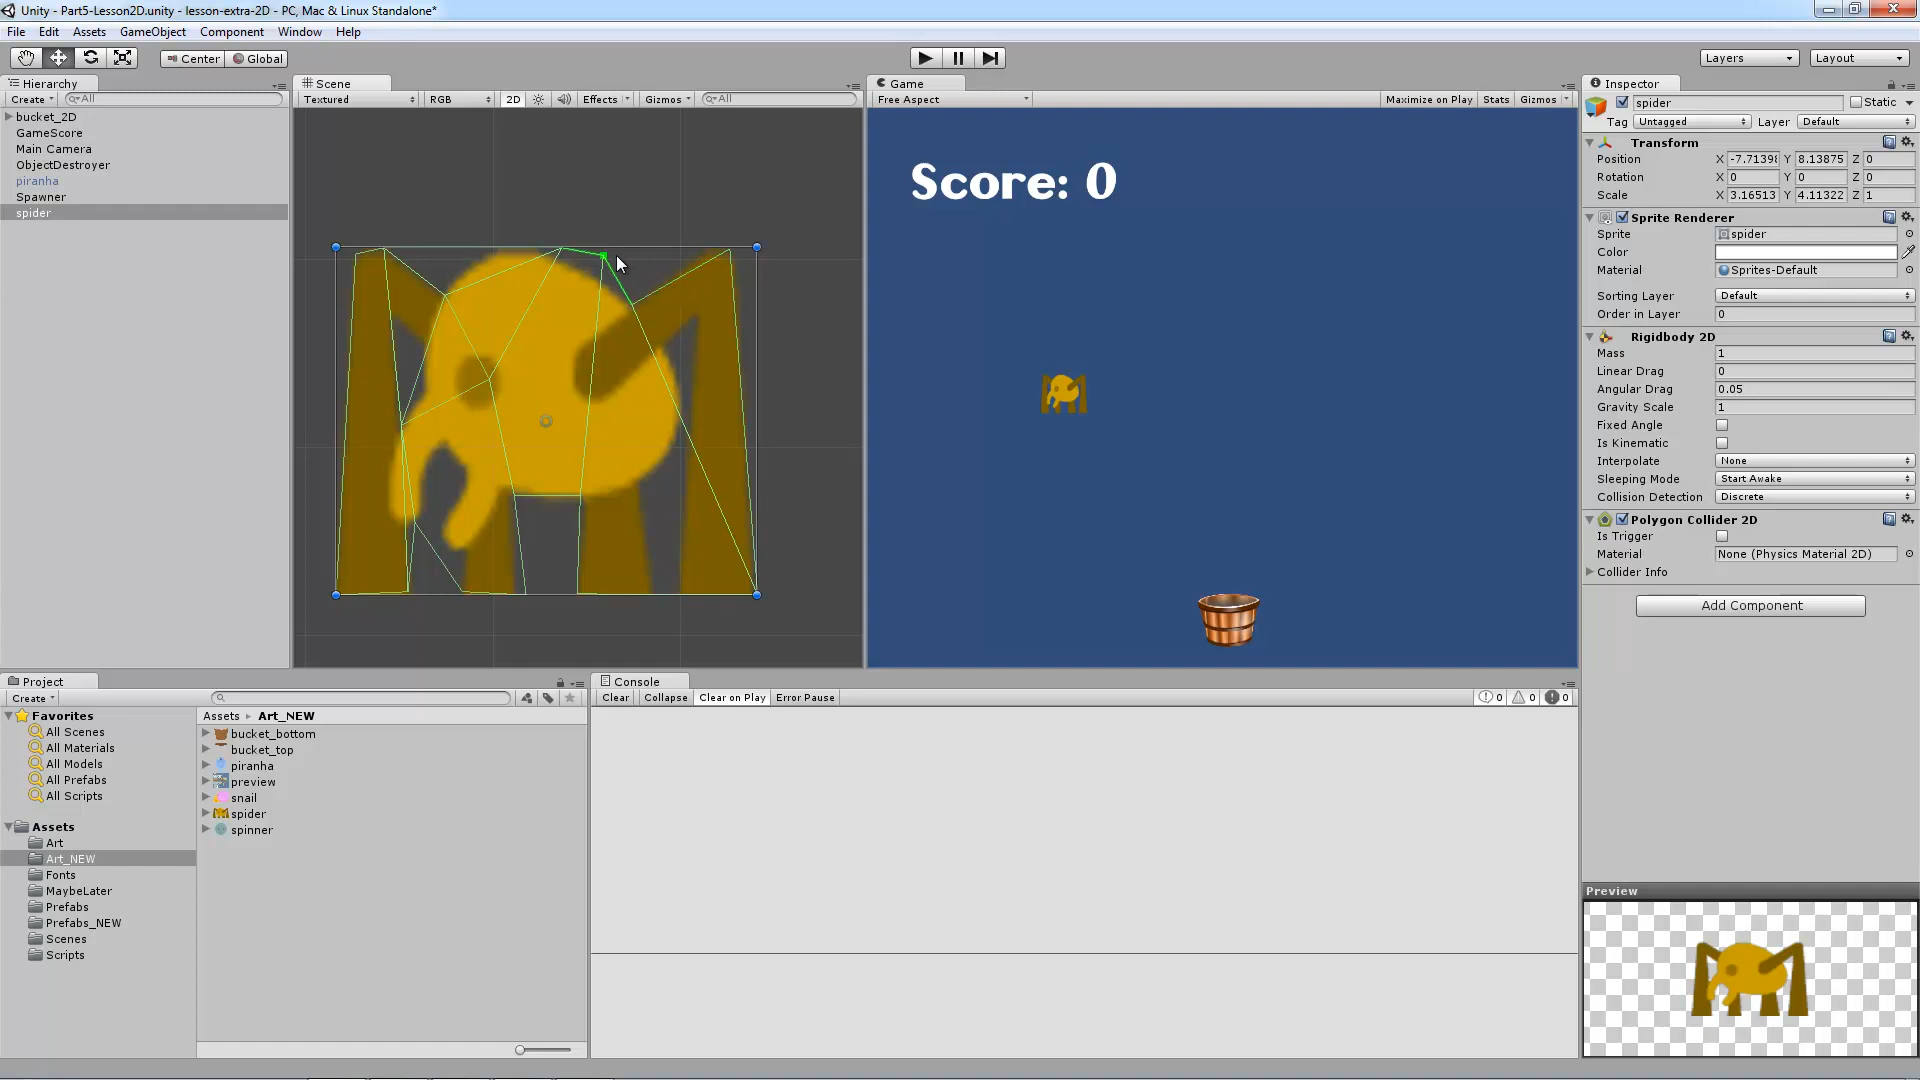 Unity - Part5-Lesson2D.unity - lesson-extra-2D - PC, Mac & Linux Standalone*
File Edit Assets GameObject Component Window Help
Center Global
Layers
Layout
Hierarchy
Create All
bucket_2D
GameScore
Main Camera
ObjectDestroyer
piranha
Spawner
spider
Scene
Textured RGB 2D Effects Gizmos All
Game
Free Aspect Maximize on Play Stats Gizmos
Score: 0
Inspector
spider Static
Tag Untagged Layer Default
Transform
Position X -7.7139 Y 8.13875 Z 0
Rotation X 0 Y 0 Z 0
Scale X 3.16513 Y 4.11322 Z 1
Sprite Renderer
Sprite spider
Color
Material Sprites-Default
Sorting Layer Default
Order in Layer 0
Rigidbody 2D
Mass 1
Linear Drag 0
Angular Drag 0.05
Gravity Scale 1
Fixed Angle
Is Kinematic
Interpolate None
Sleeping Mode Start Awake
Collision Detection Discrete
Polygon Collider 2D
Is Trigger
Material None (Physics Material 2D)
Collider Info
Add Component
Project
Create
Favorites
All Scenes
All Materials
All Models
All Prefabs
All Scripts
Assets
Art
Art_NEW
Fonts
MaybeLater
Prefabs
Prefabs_NEW
Scenes
Scripts
Assets Art_NEW
bucket_bottom
bucket_top
piranha
preview
snail
spider
spinner
Console
Clear Collapse Clear on Play Error Pause
0 0 0
Preview